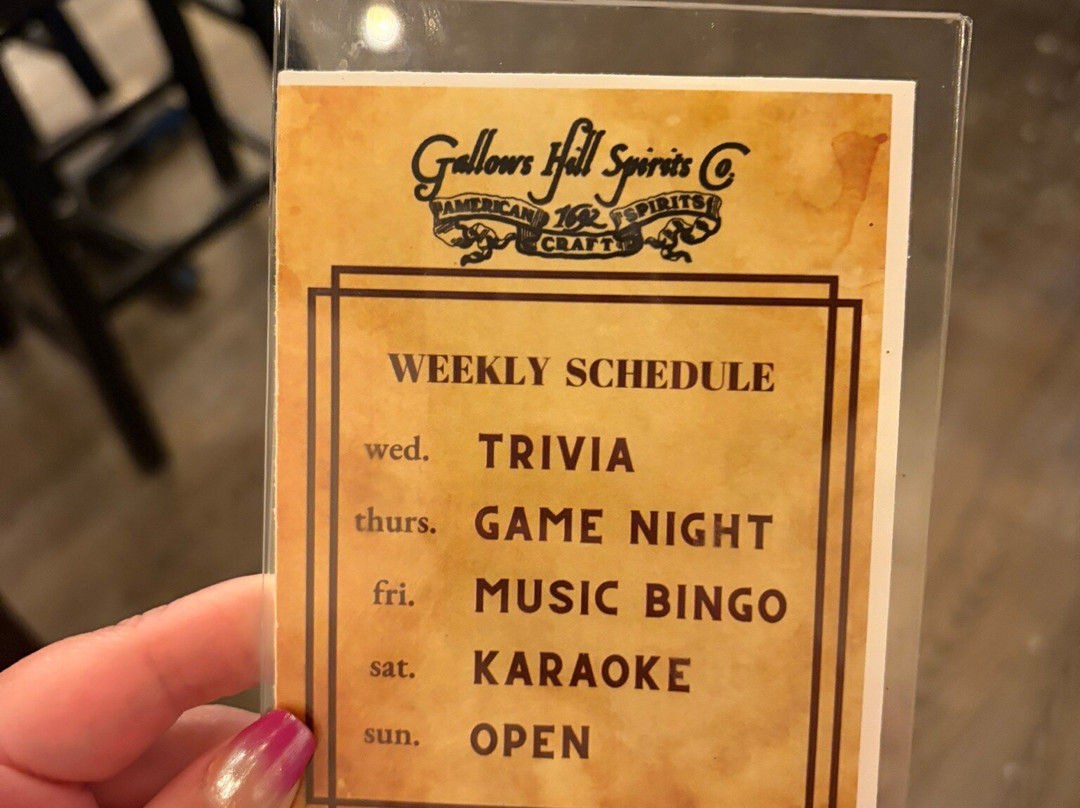 Gallows Hill Spirits Co.
AMERICAN 1692 SPIRITS
CRAFT
WEEKLY SCHEDULE
wed. TRIVIA
thurs. GAME NIGHT
fri. MUSIC BINGO
sat. KARAOKE
sun. OPEN